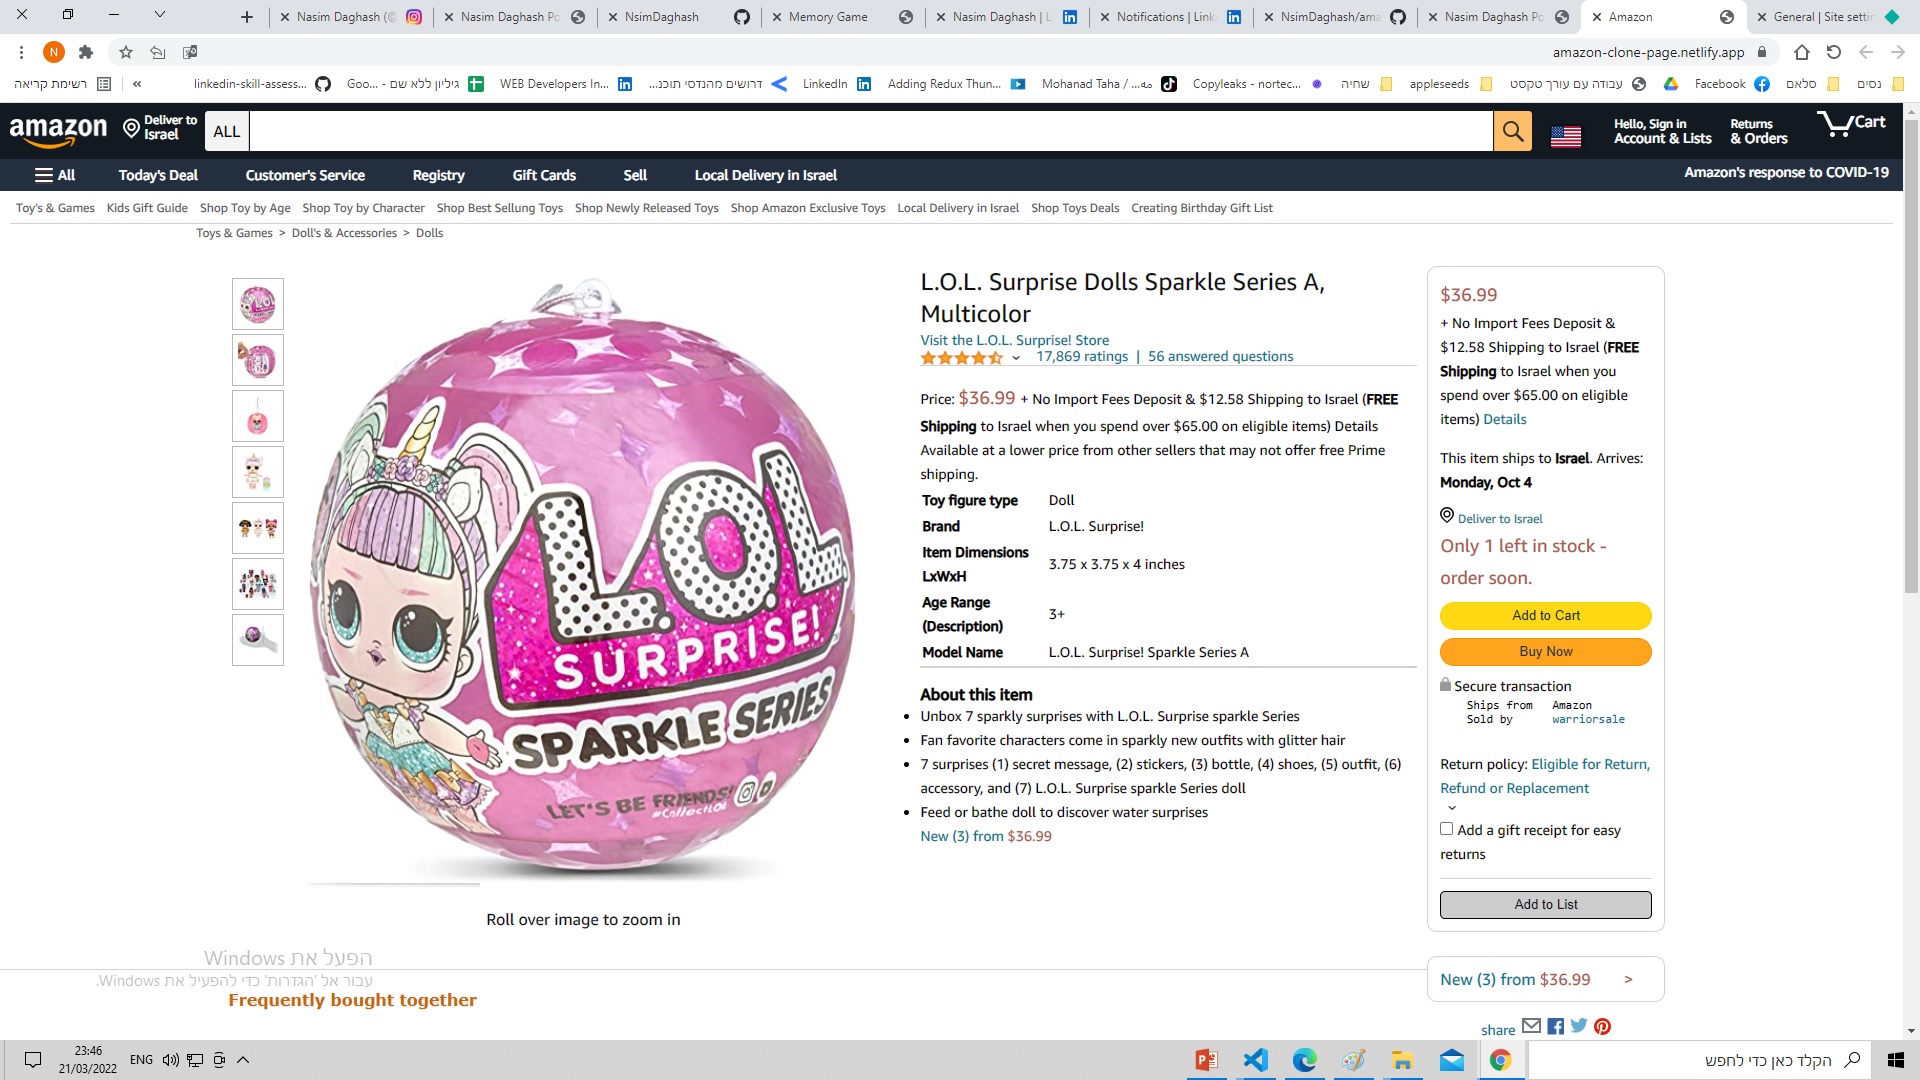 Nasim Daghash (@
Nasim Daghash Po
NsimDaghash
Memory Game
Nasim Daghash | L
Notifications | Link
NsimDaghash/ama
Nasim Daghash Po
Amazon
General | Site settin
N
amazon-clone-page.netlify.app
רשימת קריאה
linkedin-skill-assess...
גיליון ללא שם - Goo...
WEB Developers In...
דרושים מהנדסי תוכנ...
LinkedIn
Adding Redux Thun...
Mohanad Taha / مه...
Copyleaks - nortec...
שחיה
appleseeds
עבודה עם עורך טקסט
Facebook
סלאם
נסים
amazon
Deliver to
Israel
ALL
Hello, Sign in
Account & Lists
Returns
& Orders
Cart
All
Today's Deal
Customer's Service
Registry
Gift Cards
Sell
Local Delivery in Israel
Amazon's response to COVID-19
Toy's & Games
Kids Gift Guide
Shop Toy by Age
Shop Toy by Character
Shop Best Sellung Toys
Shop Newly Released Toys
Shop Amazon Exclusive Toys
Local Delivery in Israel
Shop Toys Deals
Creating Birthday Gift List
Toys & Games > Doll's & Accessories > Dolls
L.O.L.
SURPRISE!
SPARKLE SERIES
LET'S BE FRIENDS!
#CollectLOL
Roll over image to zoom in
L.O.L. Surprise Dolls Sparkle Series A,
Multicolor
Visit the L.O.L. Surprise! Store
17,869 ratings | 56 answered questions
Price: $36.99 + No Import Fees Deposit & $12.58 Shipping to Israel (FREE
Shipping to Israel when you spend over $65.00 on eligible items) Details
Available at a lower price from other sellers that may not offer free Prime
shipping.
Toy figure type Doll
Brand L.O.L. Surprise!
Item Dimensions
LxWxH
3.75 x 3.75 x 4 inches
Age Range
(Description)
3+
Model Name L.O.L. Surprise! Sparkle Series A
About this item
Unbox 7 sparkly surprises with L.O.L. Surprise sparkle Series
Fan favorite characters come in sparkly new outfits with glitter hair
7 surprises (1) secret message, (2) stickers, (3) bottle, (4) shoes, (5) outfit, (6)
accessory, and (7) L.O.L. Surprise sparkle Series doll
Feed or bathe doll to discover water surprises
New (3) from $36.99
$36.99
+ No Import Fees Deposit &
$12.58 Shipping to Israel (FREE
Shipping to Israel when you
spend over $65.00 on eligible
items) Details
This item ships to Israel. Arrives:
Monday, Oct 4
Deliver to Israel
Only 1 left in stock -
order soon.
Add to Cart
Buy Now
Secure transaction
Ships from Amazon
Sold by warriorsale
Return policy: Eligible for Return,
Refund or Replacement
Add a gift receipt for easy
returns
Add to List
New (3) from $36.99 >
share
הפעל את Windows
עבור אל 'הגדרות' כדי להפעיל את Windows.
Frequently bought together
23:46
21/03/2022
ENG
הקלד כאן כדי לחפש